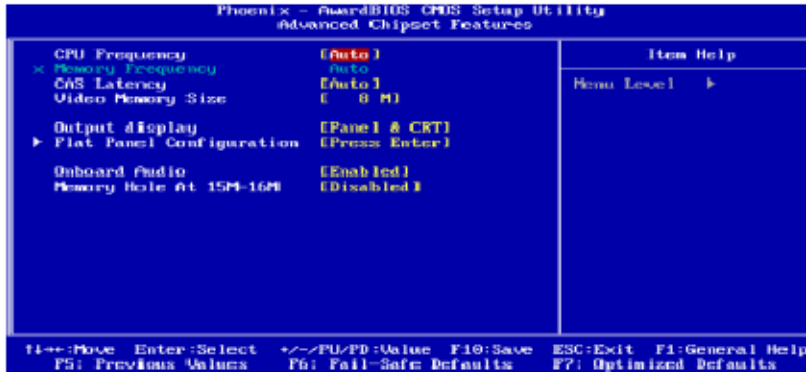 Phoenix - AwardBIOS CMOS Setup Utility
Advanced Chipset Features
CPU Frequency [Auto]
x Memory Frequency Auto
CAS Latency [Auto]
Video Memory Size [ 8 M]
Output display [Panel & CRT]
▶ Flat Panel Configuration [Press Enter]
Onboard Audio [Enabled]
Memory Hole At 15M-16M [Disabled]
Item Help
Menu Level ▶
↑↓→←:Move Enter:Select +/-/PU/PD:Value F10:Save ESC:Exit F1:General Help
F5: Previous Values F6: Fail-Safe Defaults F7: Optimized Defaults